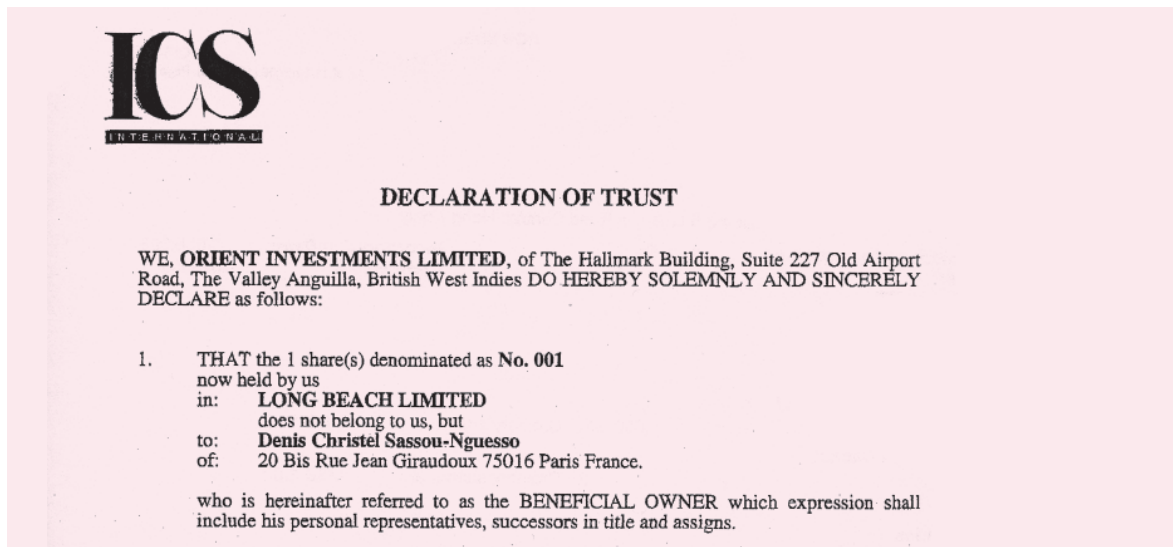 ICS
INTERNATIONAL
DECLARATION OF TRUST
WE, ORIENT INVESTMENTS LIMITED, of The Hallmark Building, Suite 227 Old Airport
Road, The Valley Anguilla, British West Indies DO HEREBY SOLEMNLY AND SINCERELY
DECLARE as follows:
1. THAT the 1 share(s) denominated as No. 001
now held by us
in: LONG BEACH LIMITED
does not belong to us, but
to: Denis Christel Sassou-Nguesso
of: 20 Bis Rue Jean Giraudoux 75016 Paris France.
who is hereinafter referred to as the BENEFICIAL OWNER which expression shall
include his personal representatives, successors in title and assigns.